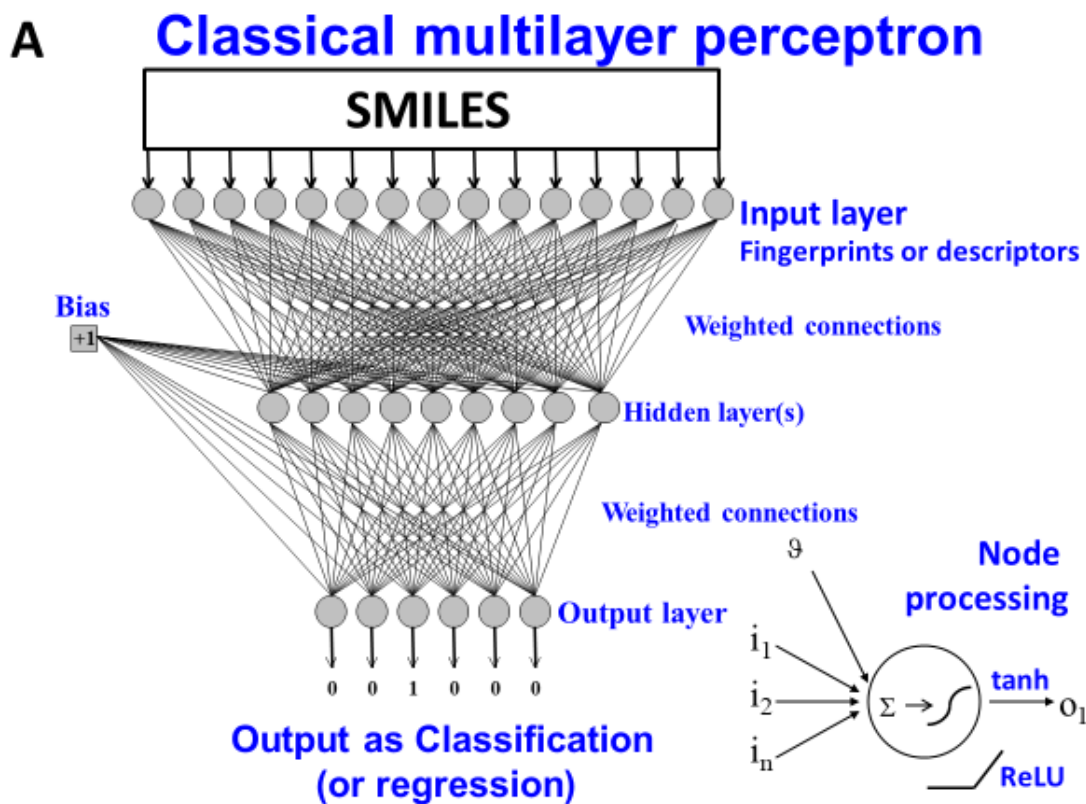 A
Classical multilayer perceptron
SMILES
Input layer
Fingerprints or descriptors
Bias
+1
Weighted connections
Hidden layer(s)
Weighted connections
ϑ
Node
processing
Output layer
i1
i2
in
Σ
tanh
o1
ReLU
0 0 1 0 0 0
Output as Classification
(or regression)